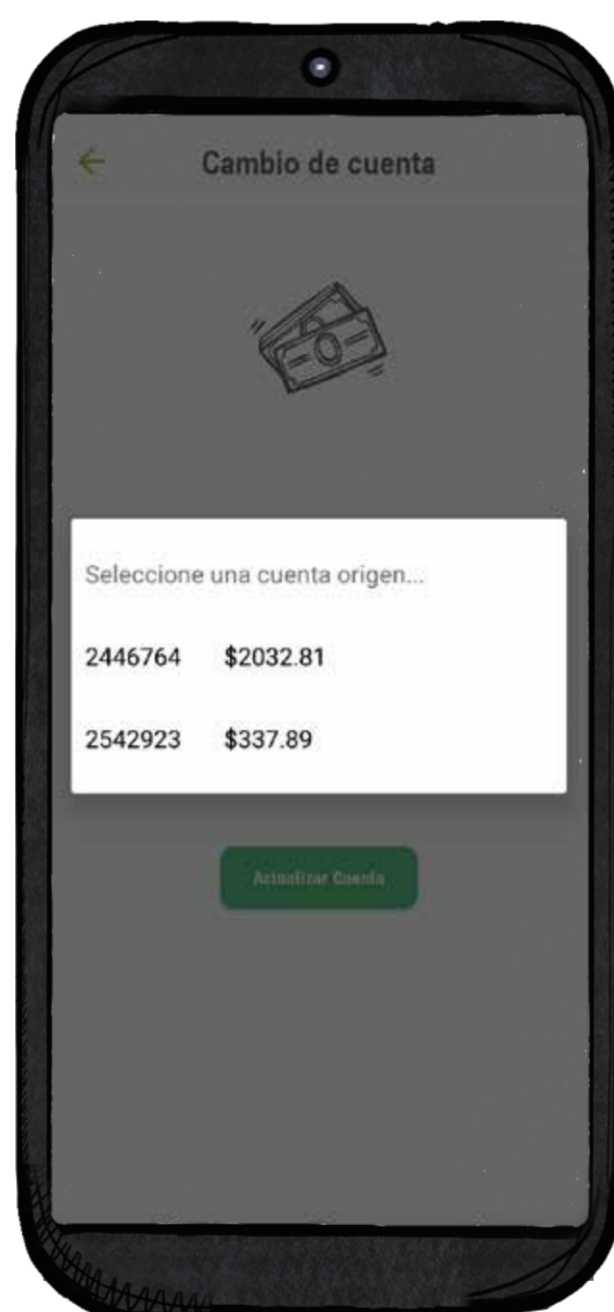 Cambio de cuenta
Seleccione una cuenta origen...
2446764 $2032.81
2542923 $337.89
Actualizar Cuenta